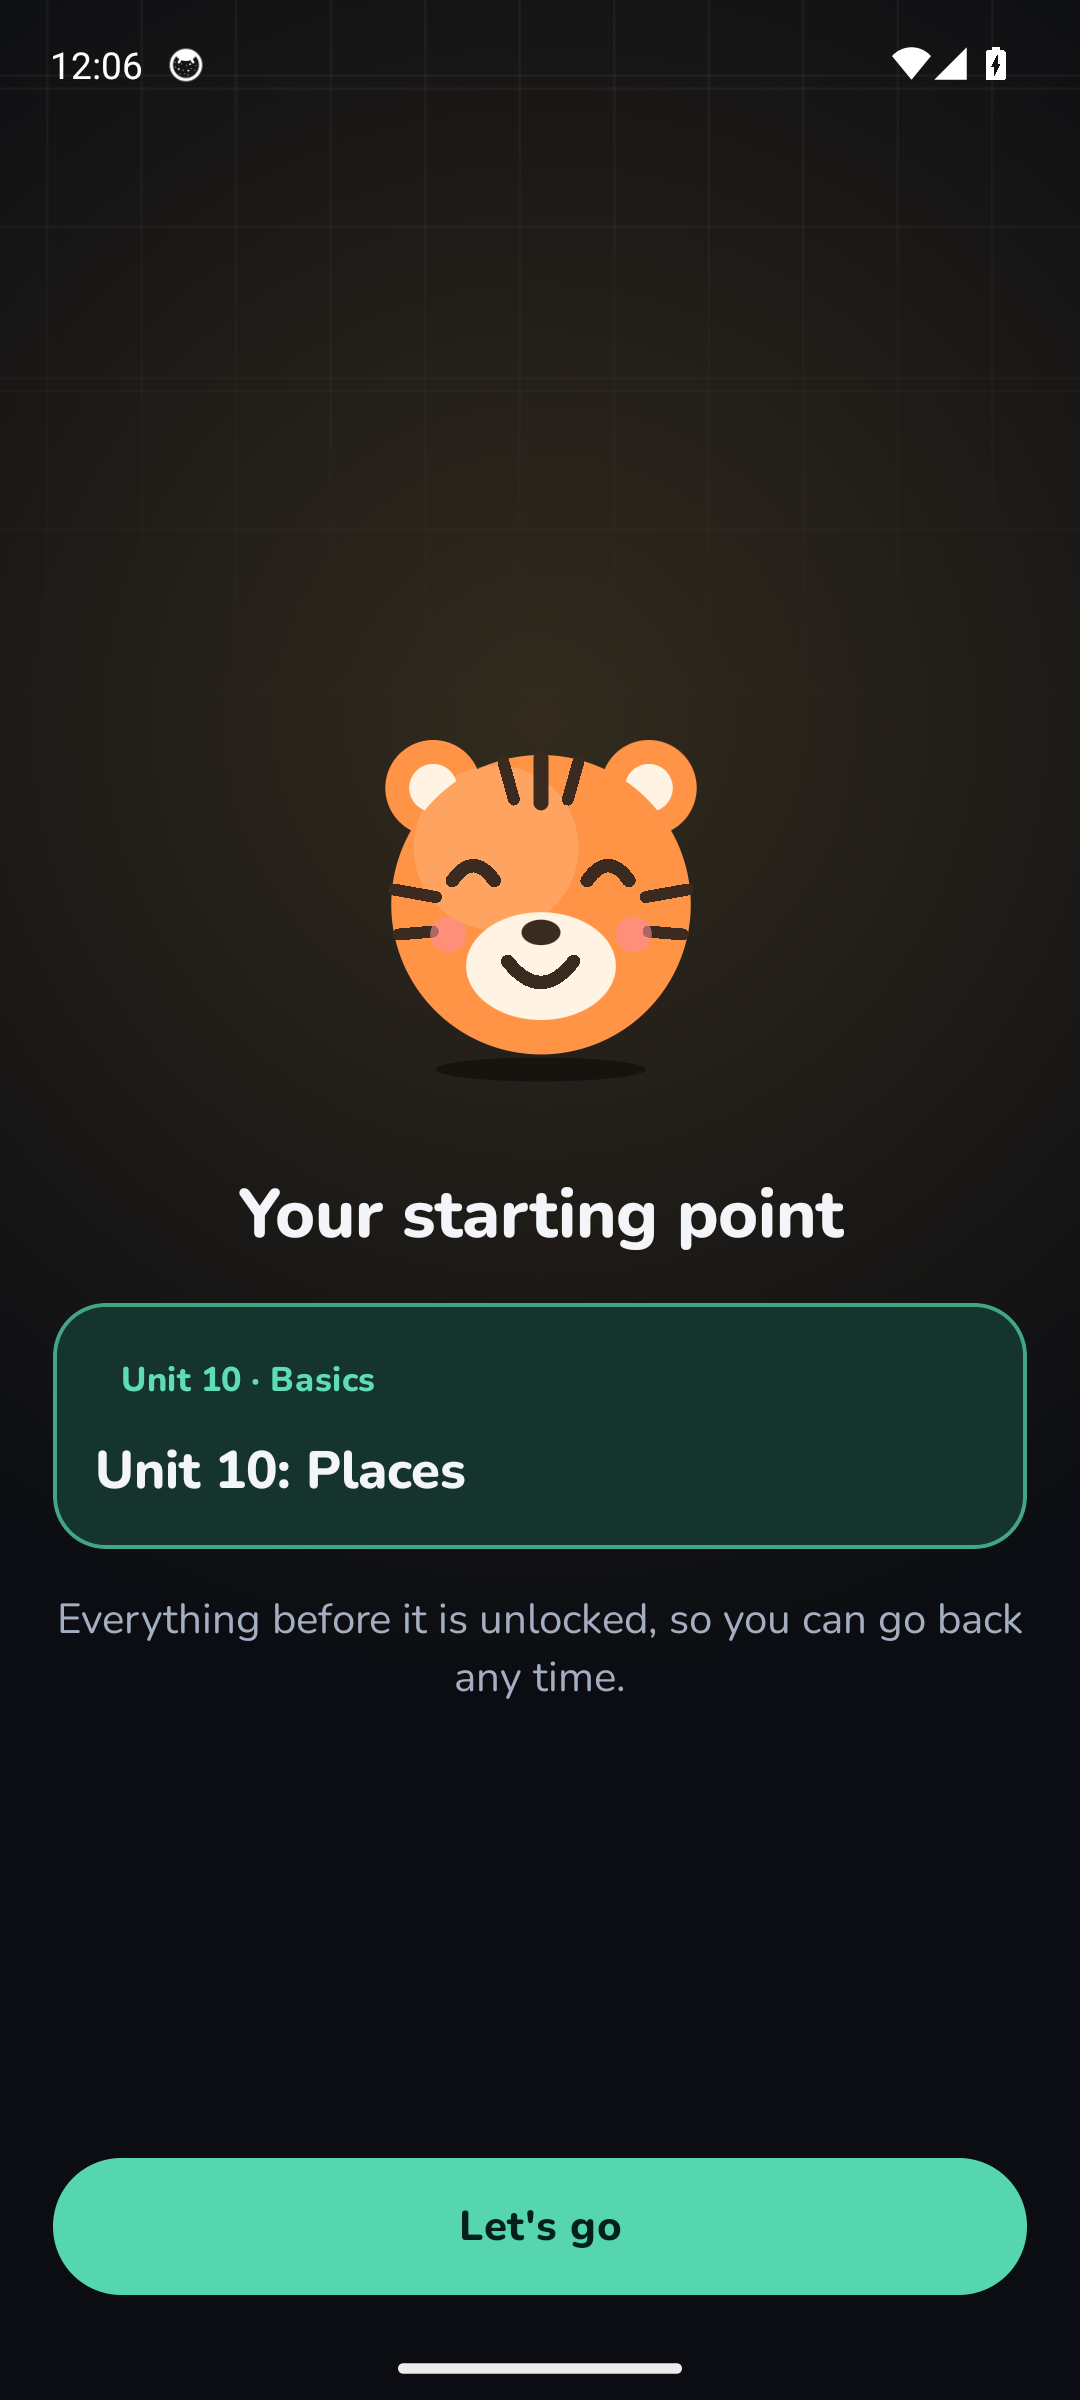 12:06
Your starting point
Unit 10 · Basics
Unit 10: Places
Everything before it is unlocked, so you can go back
any time.
Let's go